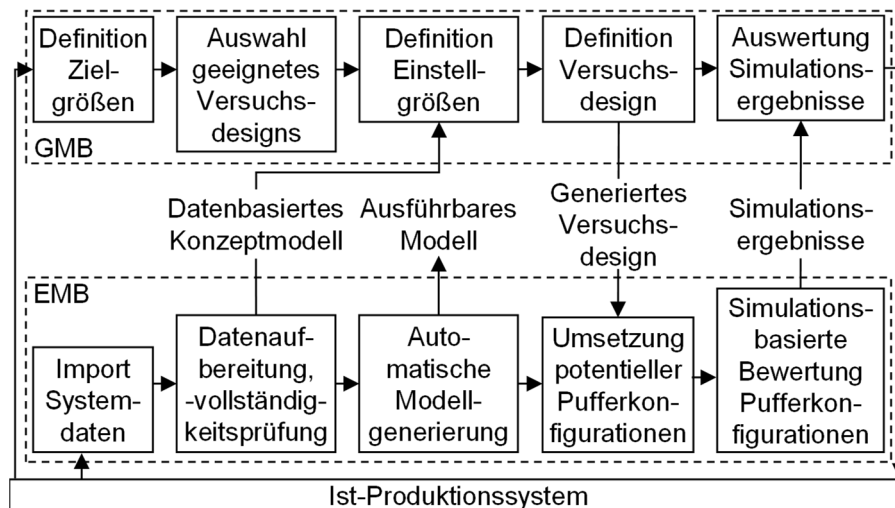 Definition
Ziel-
größen
Auswahl
geeignetes
Versuchs-
designs
Definition
Einstell-
größen
Definition
Versuchs-
design
Auswertung
Simulations-
ergebnisse
GMB
Datenbasiertes
Konzeptmodell
Ausführbares
Modell
Generiertes
Versuchs-
design
Simulations-
ergebnisse
EMB
Import
System-
daten
Datenauf-
bereitung,
-vollständig-
keitsprüfung
Auto-
matische
Modell-
generierung
Umsetzung
potentieller
Pufferkon-
figurationen
Simulations-
basierte
Bewertung
Pufferkon-
figurationen
Ist-Produktionssystem